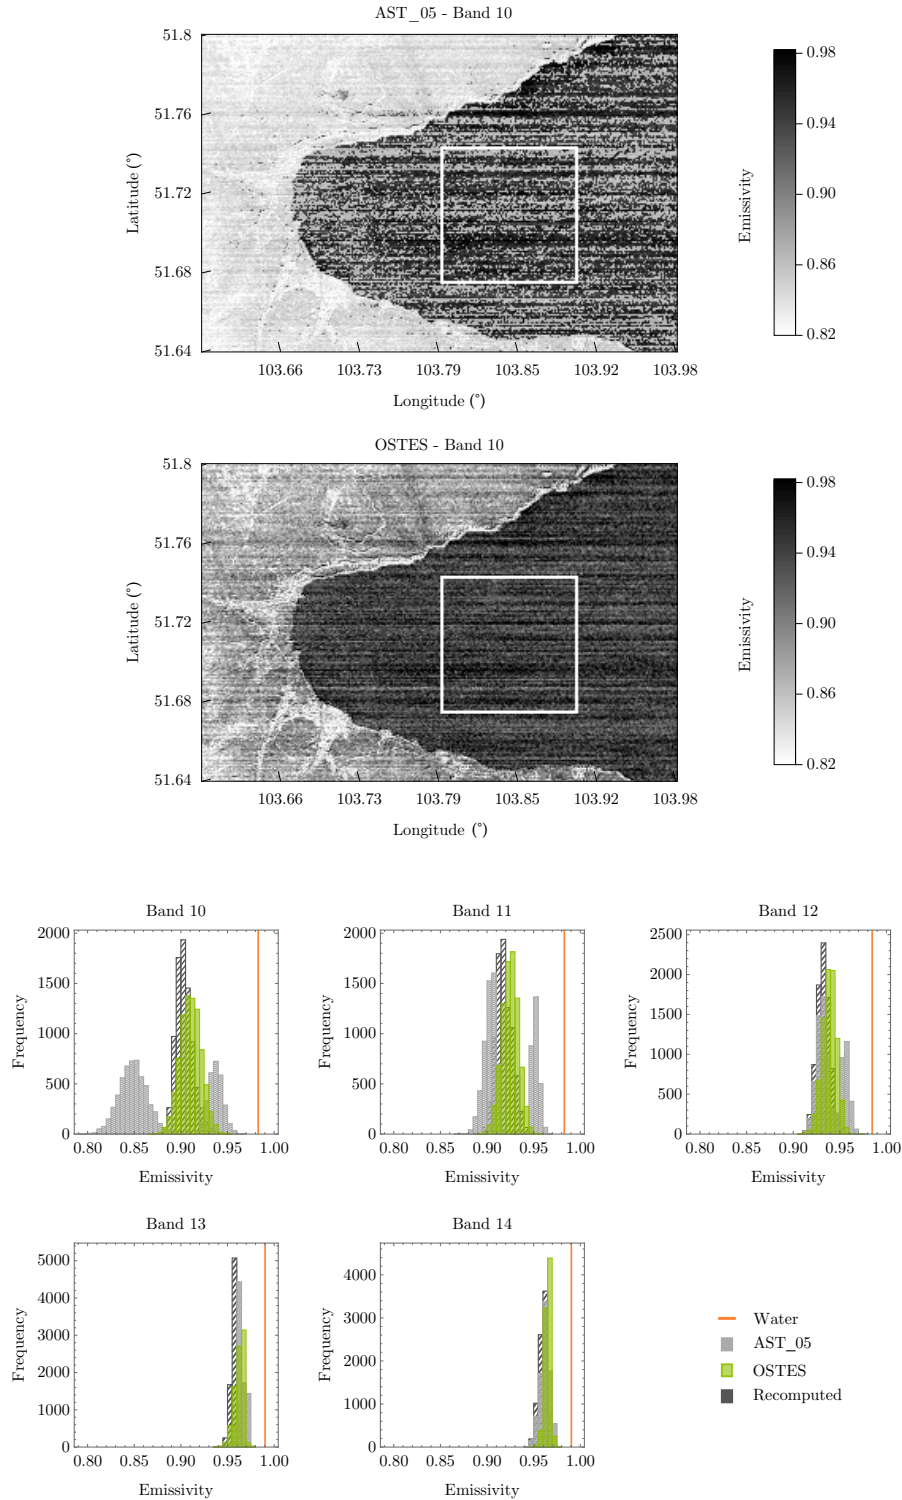 AST_05 - Band 10
51.8
51.76
51.72
51.68
51.64
Latitude (°)
103.66 103.73 103.79 103.85 103.92 103.98
Longitude (°)
0.98
0.94
0.90
0.86
0.82
Emissivity
OSTES - Band 10
51.8
51.76
51.72
51.68
51.64
Latitude (°)
103.66 103.73 103.79 103.85 103.92 103.98
Longitude (°)
0.98
0.94
0.90
0.86
0.82
Emissivity
Band 10
2000
1500
1000
500
0
Frequency
0.80 0.85 0.90 0.95 1.00
Emissivity
Band 11
2000
1500
1000
500
0
Frequency
0.80 0.85 0.90 0.95 1.00
Emissivity
Band 12
2500
2000
1500
1000
500
0
Frequency
0.80 0.85 0.90 0.95 1.00
Emissivity
Band 13
5000
4000
3000
2000
1000
0
Frequency
0.80 0.85 0.90 0.95 1.00
Emissivity
Band 14
4000
3000
2000
1000
0
Frequency
0.80 0.85 0.90 0.95 1.00
Emissivity
Water
AST_05
OSTES
Recomputed